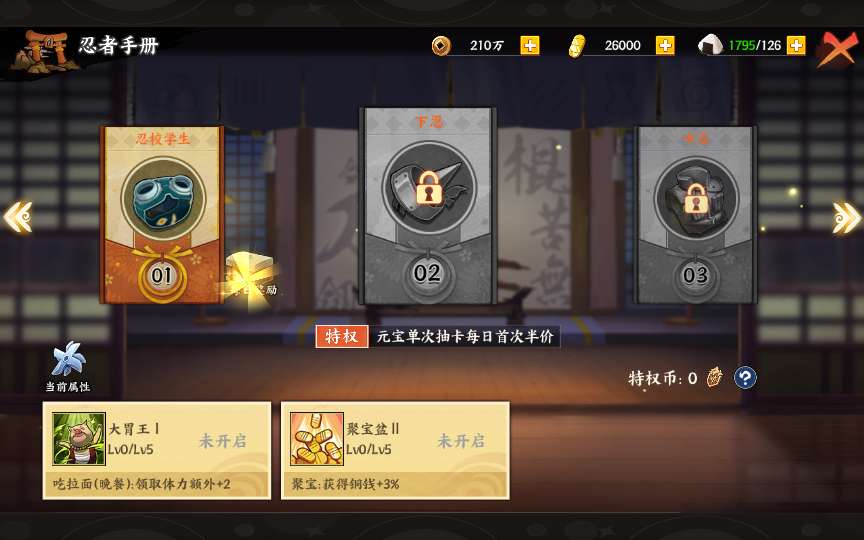 忍者手册
210万
26000
1795/126
忍校学生
01
下忍
02
03
特权 元宝单次抽卡每日首次半价
当前属性
特权币: 0
?
大胃王Ⅰ
Lv0/Lv5
未开启
吃拉面(晚餐):领取体力额外+2
聚宝盆Ⅱ
Lv0/Lv5
未开启
聚宝:获得铜钱+3%